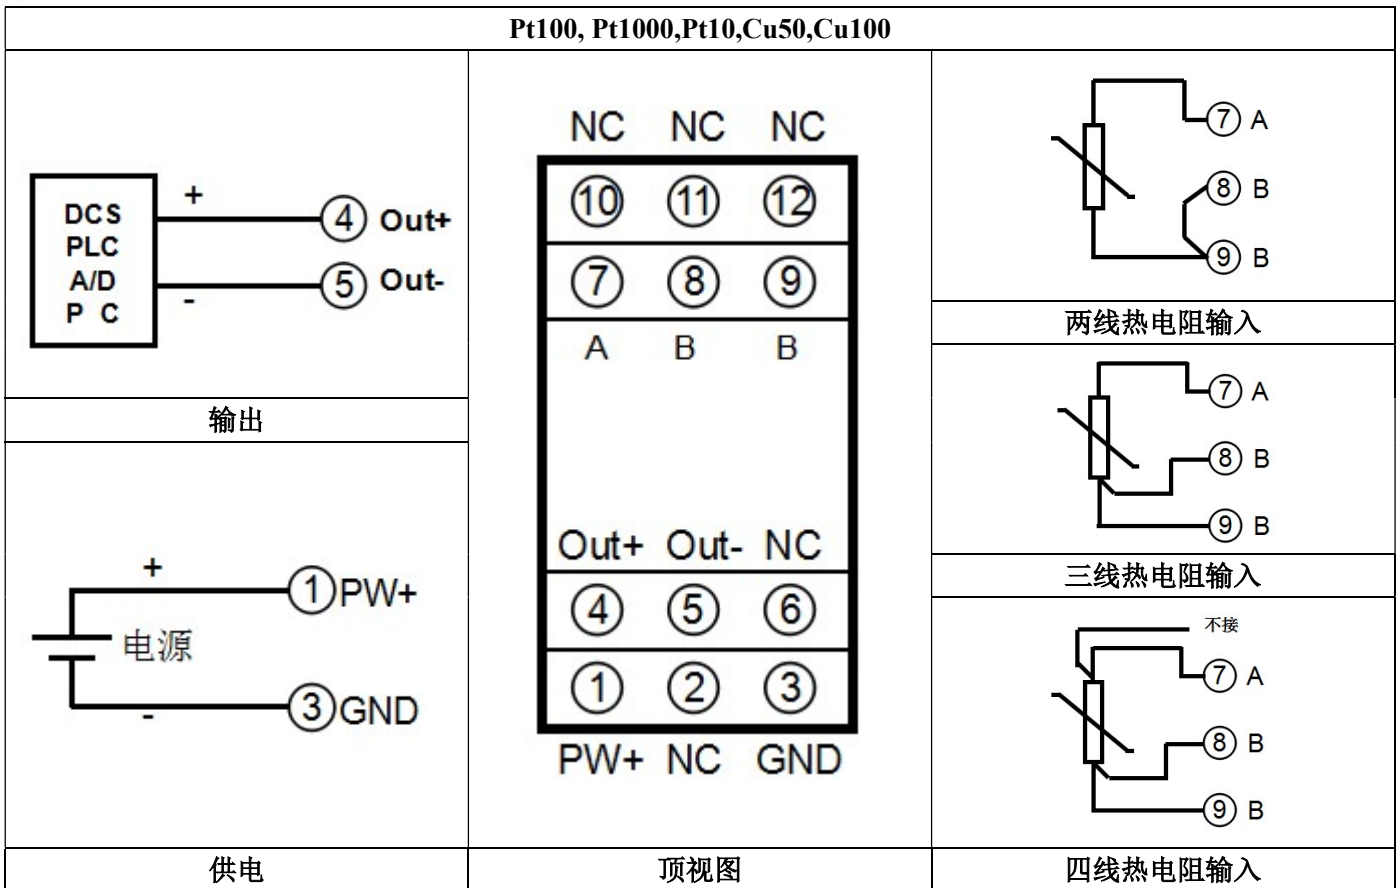 Pt100, Pt1000,Pt10,Cu50,Cu100
DCS
PLC
A/D
P C
+
-
4 Out+
5 Out-
输出
+
电源
-
1 PW+
3 GND
供电
NC NC NC
10 11 12
7 8 9
A B B
Out+ Out- NC
4 5 6
1 2 3
PW+ NC GND
顶视图
7 A
8 B
9 B
两线热电阻输入
7 A
8 B
9 B
三线热电阻输入
不接
7 A
8 B
9 B
四线热电阻输入